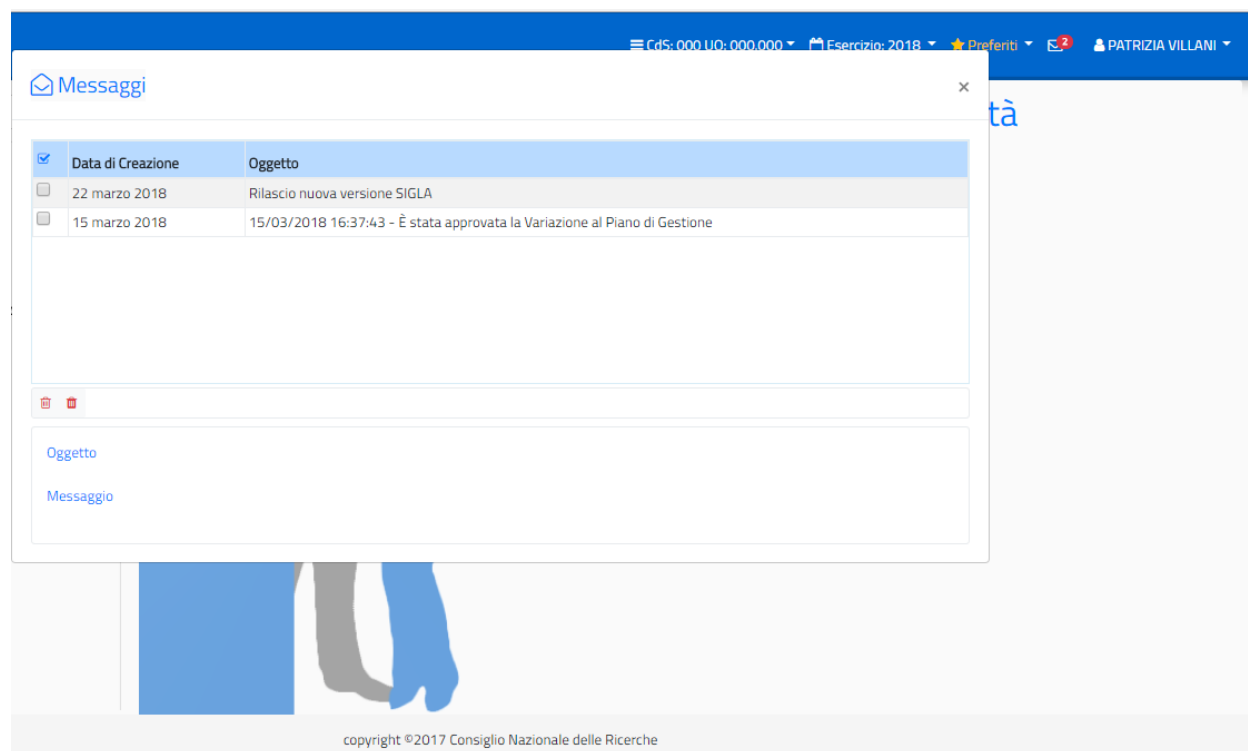 CdS: 000 UO: 000.000 Esercizio: 2018 Preferiti 2 PATRIZIA VILLANI
Messaggi ×
tà
Data di Creazione Oggetto
22 marzo 2018 Rilascio nuova versione SIGLA
15 marzo 2018 15/03/2018 16:37:43 - È stata approvata la Variazione al Piano di Gestione
Oggetto
Messaggio
copyright ©2017 Consiglio Nazionale delle Ricerche